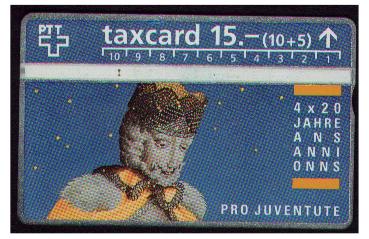 PTT
taxcard 15.– (10+5)
10 9 8 7 6 5 4 3 2 1
4 x 20
JAHRE
ANS
ANNI
ONNS
PRO JUVENTUTE